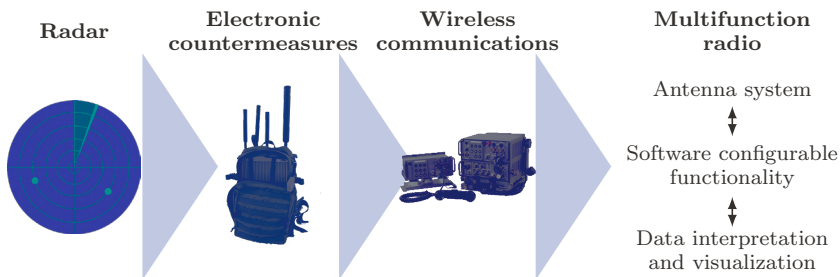 Radar
Electronic
countermeasures
Wireless
communications
Multifunction
radio
Antenna system
Software configurable
functionality
Data interpretation
and visualization